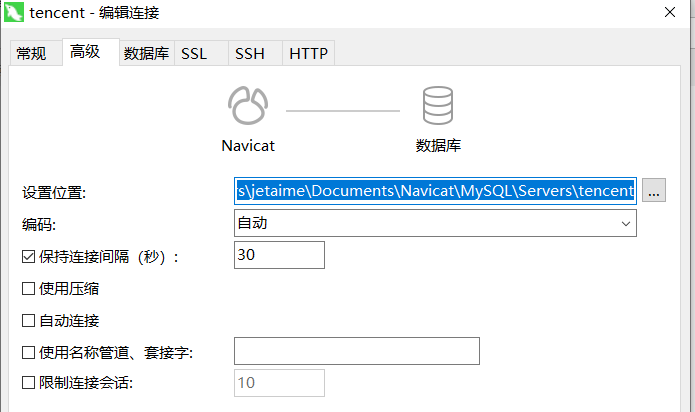 tencent - 编辑连接
常规 高级 数据库 SSL SSH HTTP
Navicat 数据库
设置位置: s\jetaime\Documents\Navicat\MySQL\Servers\tencent ...
编码: 自动
保持连接间隔（秒）: 30
使用压缩
自动连接
使用名称管道、套接字:
限制连接会话: 10